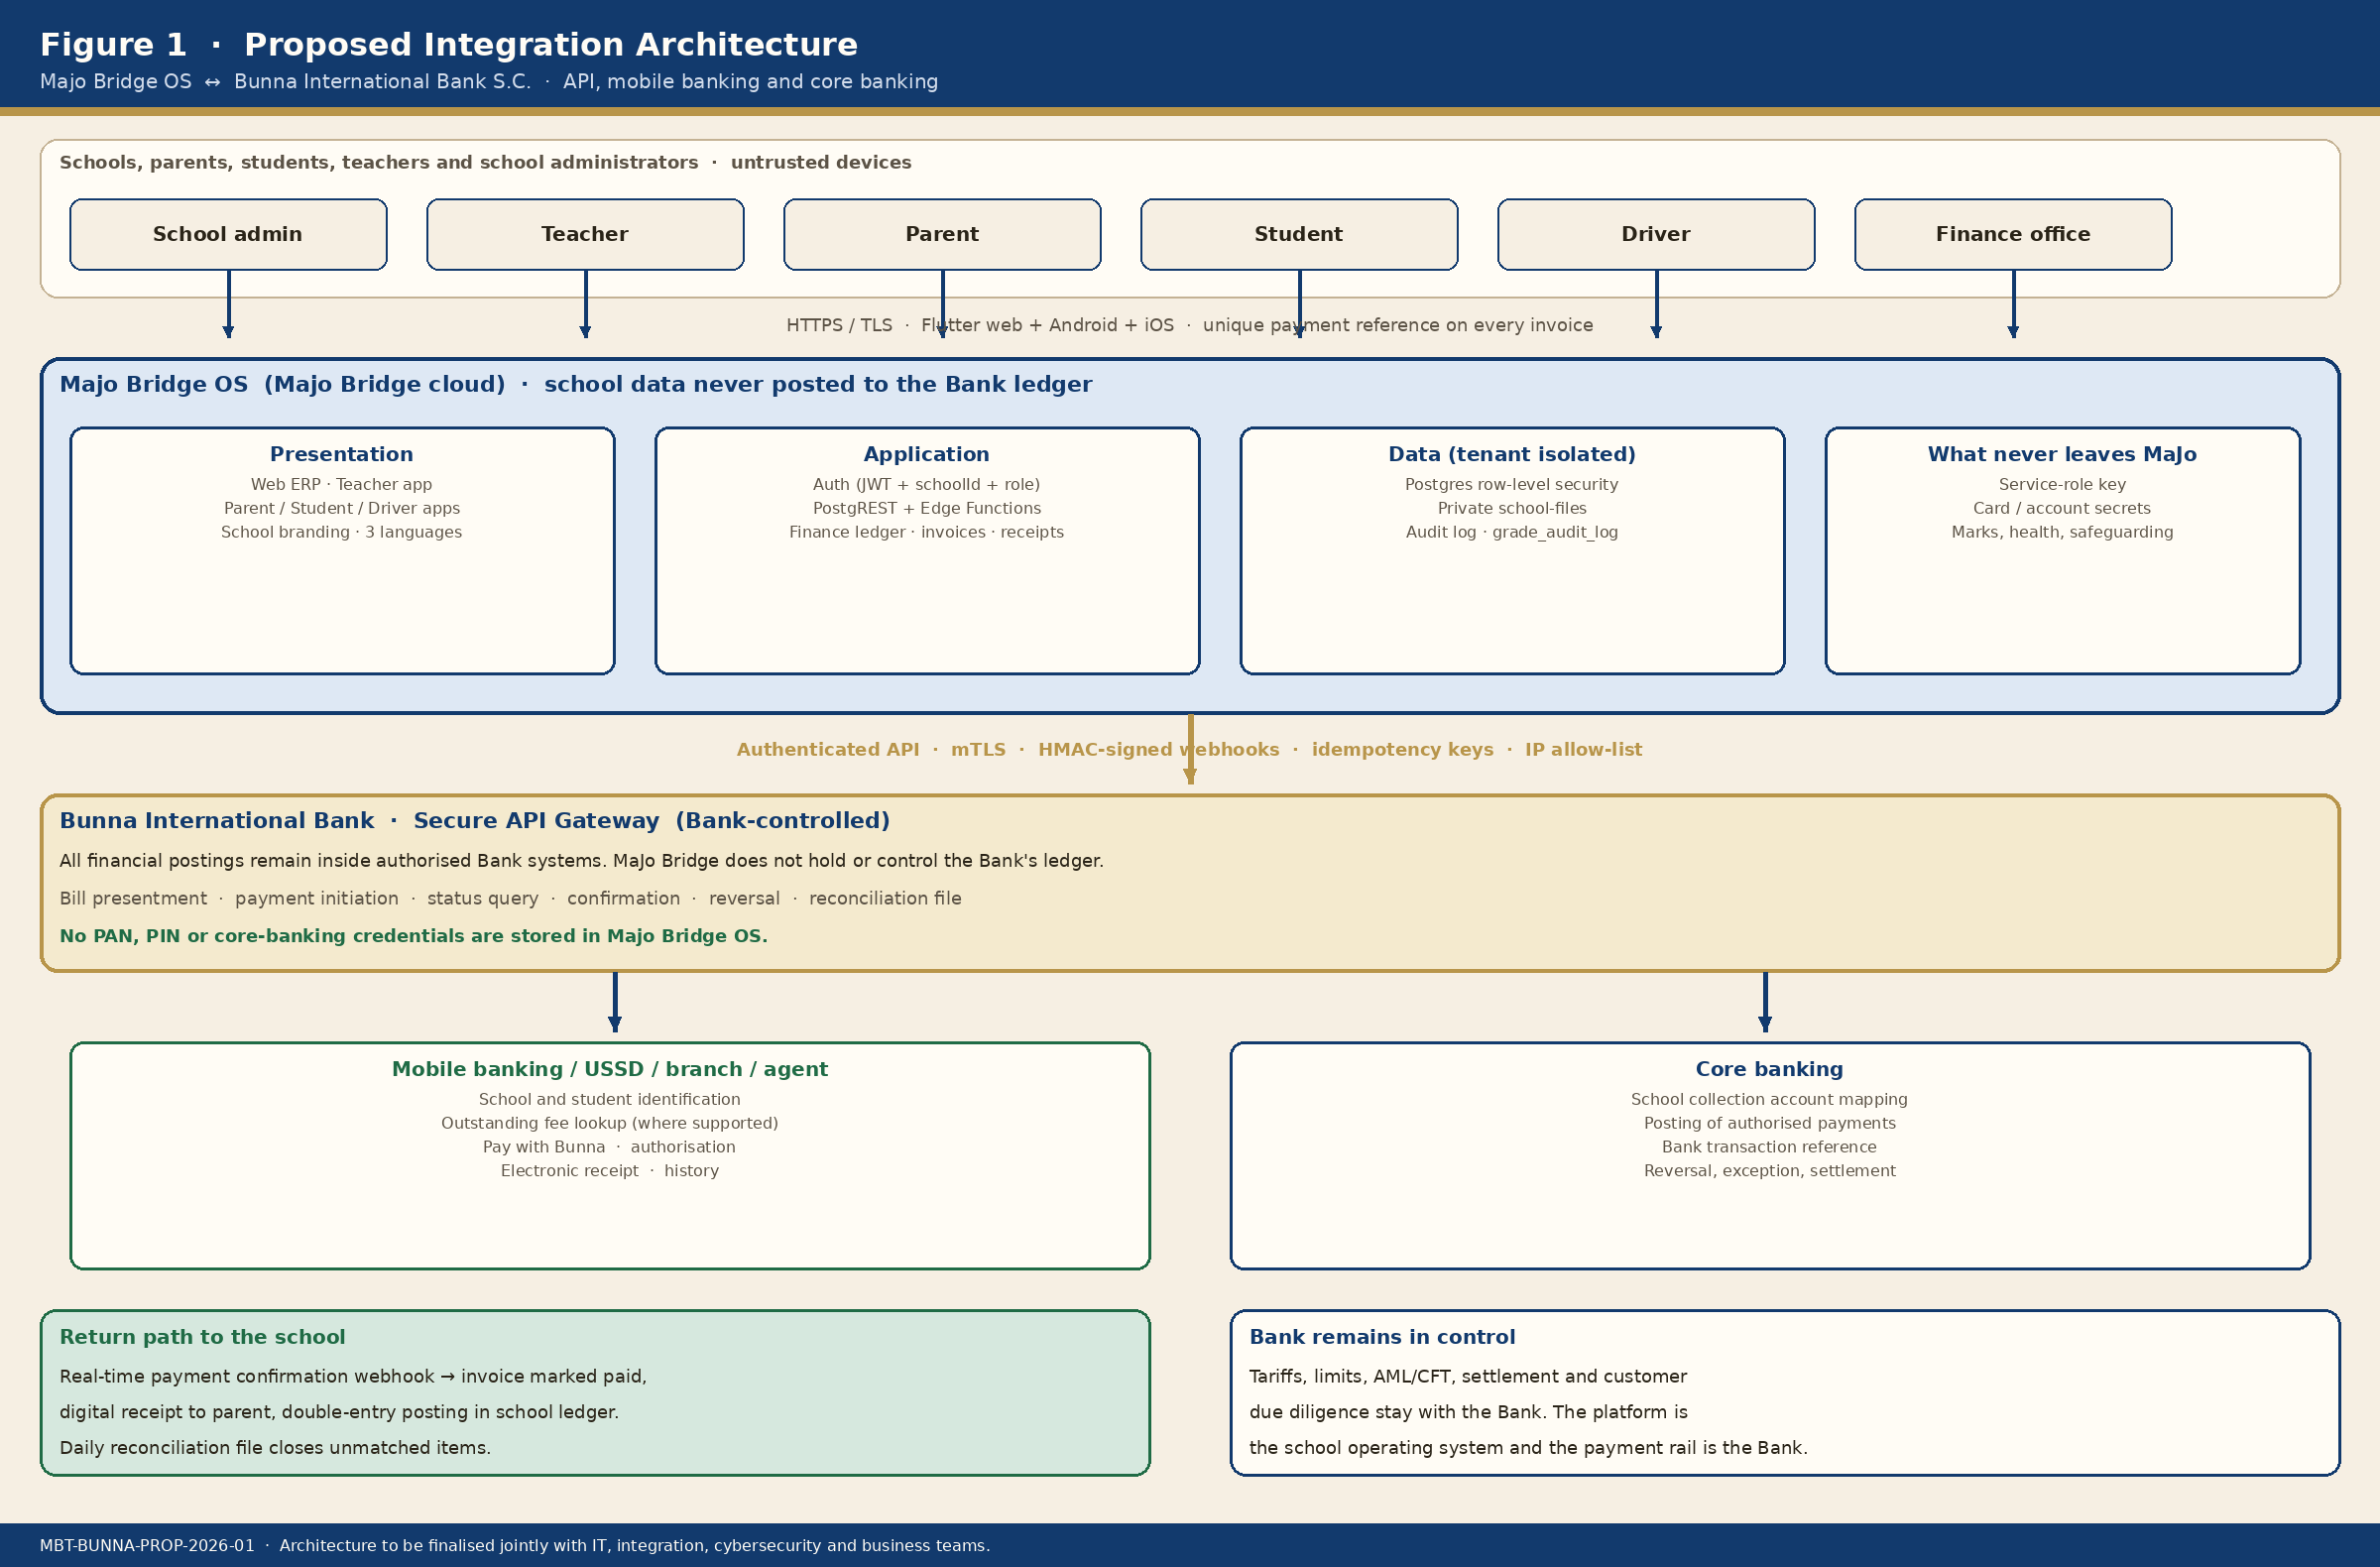 Figure 1 · Proposed Integration Architecture
Majo Bridge OS ↔ Bunna International Bank S.C. · API, mobile banking and core banking
Schools, parents, students, teachers and school administrators · untrusted devices
School admin
Teacher
Parent
Student
Driver
Finance office
HTTPS / TLS · Flutter web + Android + iOS · unique payment reference on every invoice
Majo Bridge OS (Majo Bridge cloud) · school data never posted to the Bank ledger
Presentation
Web ERP · Teacher app
Parent / Student / Driver apps
School branding · 3 languages
Application
Auth (JWT + schoolId + role)
PostgREST + Edge Functions
Finance ledger · invoices · receipts
Data (tenant isolated)
Postgres row-level security
Private school-files
Audit log · grade_audit_log
What never leaves MaJo
Service-role key
Card / account secrets
Marks, health, safeguarding
Authenticated API · mTLS · HMAC-signed webhooks · idempotency keys · IP allow-list
Bunna International Bank · Secure API Gateway (Bank-controlled)
All financial postings remain inside authorised Bank systems. MaJo Bridge does not hold or control the Bank's ledger.
Bill presentment · payment initiation · status query · confirmation · reversal · reconciliation file
No PAN, PIN or core-banking credentials are stored in Majo Bridge OS.
Mobile banking / USSD / branch / agent
School and student identification
Outstanding fee lookup (where supported)
Pay with Bunna · authorisation
Electronic receipt · history
Core banking
School collection account mapping
Posting of authorised payments
Bank transaction reference
Reversal, exception, settlement
Return path to the school
Real-time payment confirmation webhook → invoice marked paid,
digital receipt to parent, double-entry posting in school ledger.
Daily reconciliation file closes unmatched items.
Bank remains in control
Tariffs, limits, AML/CFT, settlement and customer
due diligence stay with the Bank. The platform is
the school operating system and the payment rail is the Bank.
MBT-BUNNA-PROP-2026-01 · Architecture to be finalised jointly with IT, integration, cybersecurity and business teams.